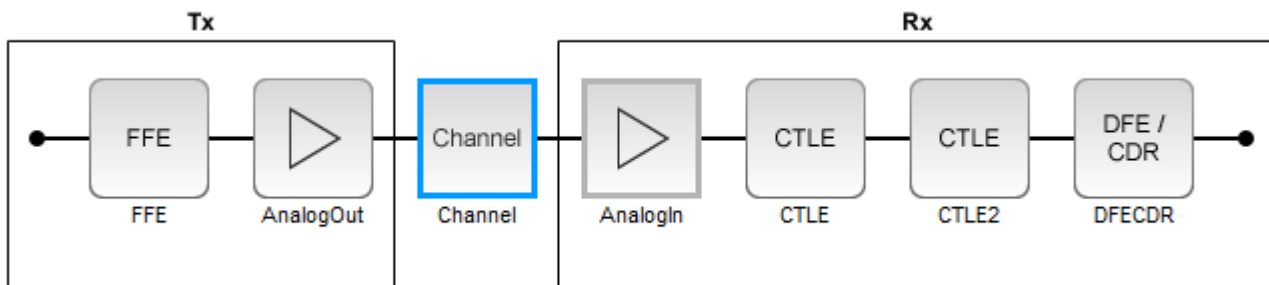 Tx
Rx
FFE
Channel
CTLE
CTLE
DFE /
CDR
FFE
AnalogOut
Channel
AnalogIn
CTLE
CTLE2
DFECDR